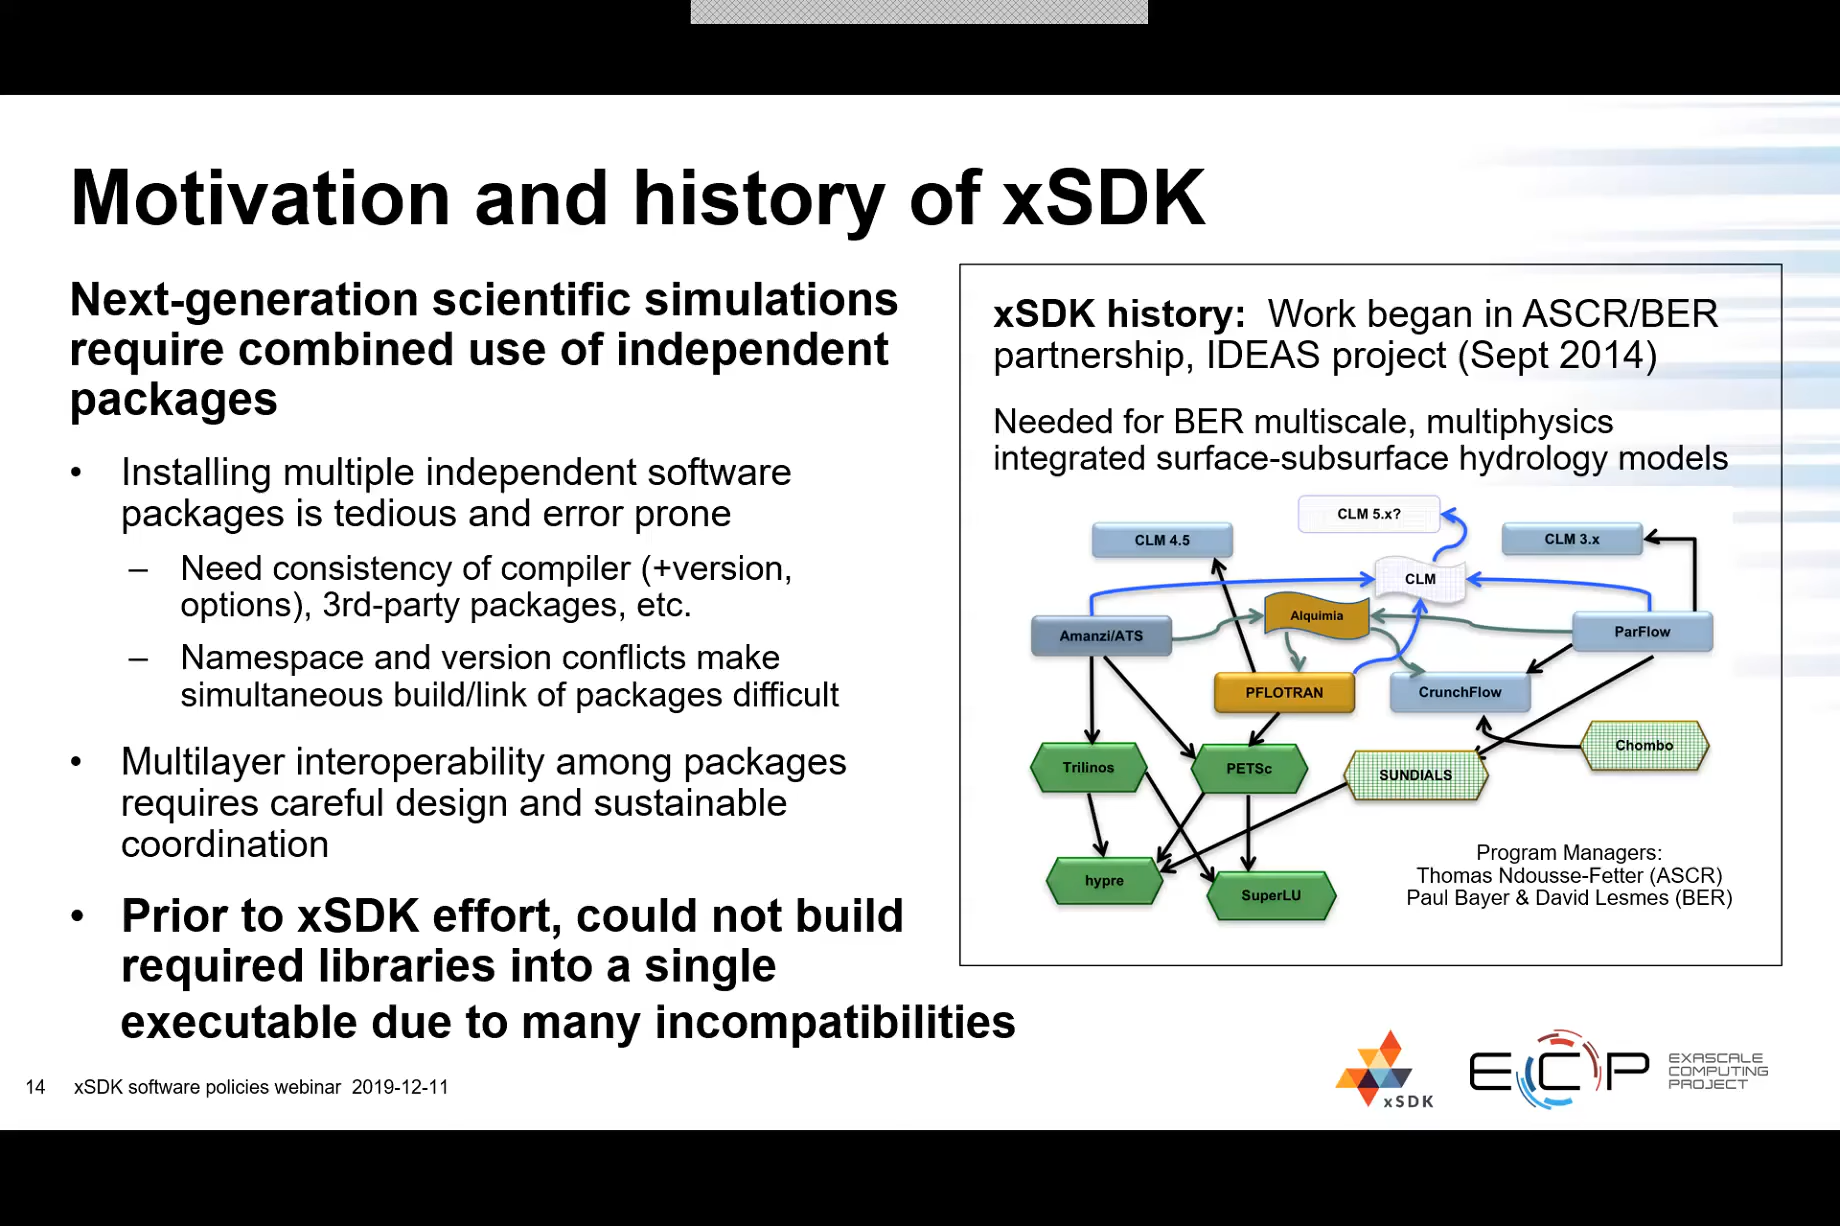 Motivation and history of xSDK
Next-generation scientific simulations
require combined use of independent
packages
• Installing multiple independent software
packages is tedious and error prone
– Need consistency of compiler (+version,
options), 3rd-party packages, etc.
– Namespace and version conflicts make
simultaneous build/link of packages difficult
• Multilayer interoperability among packages
requires careful design and sustainable
coordination
• Prior to xSDK effort, could not build
required libraries into a single
executable due to many incompatibilities
xSDK history: Work began in ASCR/BER
partnership, IDEAS project (Sept 2014)
Needed for BER multiscale, multiphysics
integrated surface-subsurface hydrology models
CLM 5.x?
CLM 4.5
CLM 3.x
CLM
Alquimia
Amanzi/ATS
ParFlow
PFLOTRAN
CrunchFlow
Chombo
Trilinos
PETSc
SUNDIALS
hypre
SuperLU
Program Managers:
Thomas Ndousse-Fetter (ASCR)
Paul Bayer & David Lesmes (BER)
14 xSDK software policies webinar 2019-12-11
xSDK
ECP
EXASCALE
COMPUTING
PROJECT